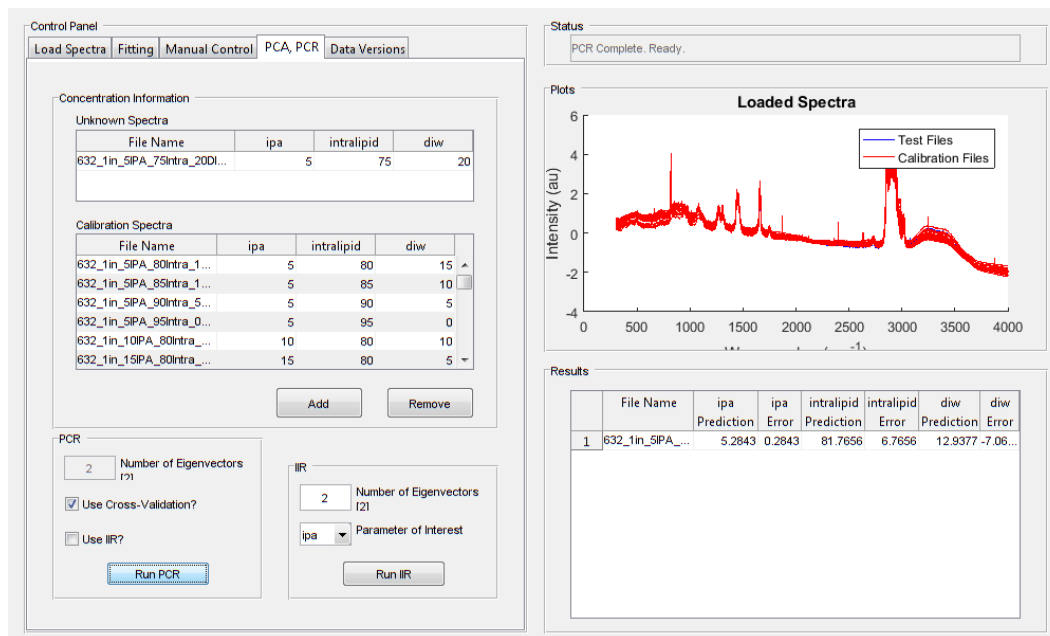 Control Panel
Load Spectra Fitting Manual Control PCA, PCR Data Versions
Concentration Information
Unknown Spectra
File Name ipa intralipid diw
632_1in_5IPA_75Intra_20DI... 5 75 20
Calibration Spectra
File Name ipa intralipid diw
632_1in_5IPA_80Intra_1... 5 80 15
632_1in_5IPA_85Intra_1... 5 85 10
632_1in_5IPA_90Intra_5... 5 90 5
632_1in_5IPA_95Intra_0... 5 95 0
632_1in_10IPA_80Intra_... 10 80 10
632_1in_15IPA_80Intra_... 15 80 5
Add Remove
PCR
2 Number of Eigenvectors
[2]
Use Cross-Validation?
Use IIR?
Run PCR
IIR
2 Number of Eigenvectors
[2]
ipa Parameter of Interest
Run IIR
Status
PCR Complete. Ready.
Plots
Loaded Spectra
Test Files
Calibration Files
Intensity (au)
6
4
2
0
-2
-4
0 500 1000 1500 2000 2500 3000 3500 4000
Results
File Name ipa Prediction ipa Error intralipid Prediction intralipid Error diw Prediction diw Error
1 632_1in_5IPA_... 5.2843 0.2843 81.7656 6.7656 12.9377 -7.06...